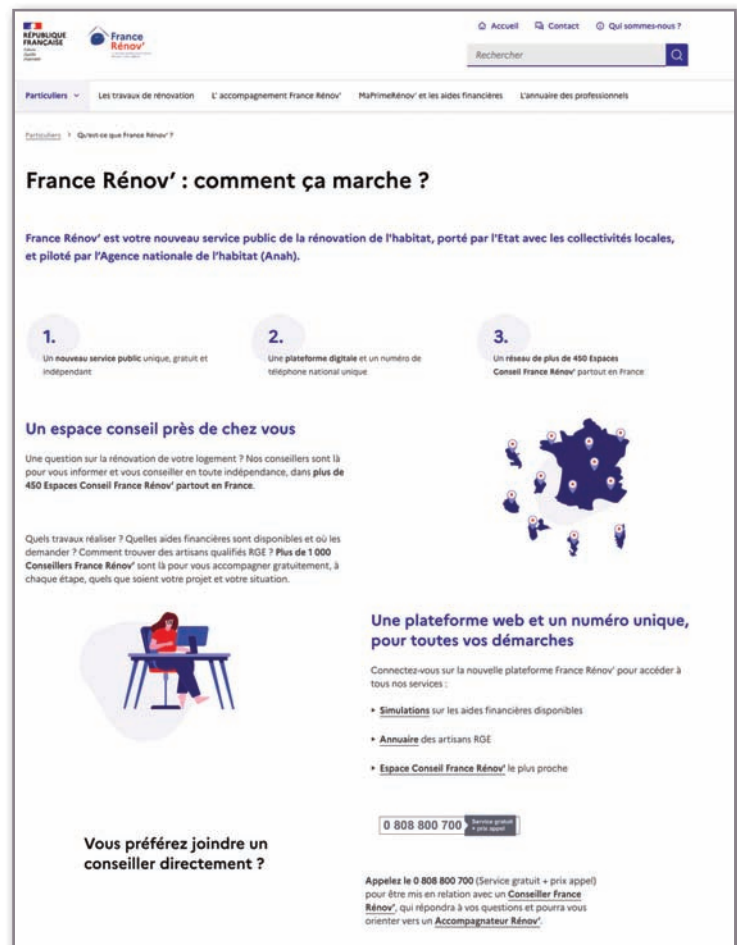 RÉPUBLIQUE
FRANÇAISE
France
Rénov'
Accueil Contact Qui sommes-nous ?
Rechercher
Particuliers Les travaux de rénovation L' accompagnement France Rénov' MaPrimeRénov' et les aides financières L'annuaire des professionnels
Particuliers > Qu'est-ce que France Rénov' ?
France Rénov' : comment ça marche ?
France Rénov' est votre nouveau service public de la rénovation de l'habitat, porté par l'Etat avec les collectivités locales,
et piloté par l'Agence nationale de l'habitat (Anah).
1.
Un nouveau service public unique, gratuit et
indépendant
2.
Une plateforme digitale et un numéro de
téléphone national unique
3.
Un réseau de plus de 450 Espaces
Conseil France Rénov' partout en France
Un espace conseil près de chez vous
Une question sur la rénovation de votre logement ? Nos conseillers sont là
pour vous informer et vous conseiller en toute indépendance, dans plus de
450 Espaces Conseil France Rénov' partout en France.
Quels travaux réaliser ? Quelles aides financières sont disponibles et où les
demander ? Comment trouver des artisans qualifiés RGE ? Plus de 1 000
Conseillers France Rénov' sont là pour vous accompagner gratuitement, à
chaque étape, quels que soient votre projet et votre situation.
Une plateforme web et un numéro unique,
pour toutes vos démarches
Connectez-vous sur la nouvelle plateforme France Rénov' pour accéder à
tous nos services :
Simulations sur les aides financières disponibles
Annuaire des artisans RGE
Espace Conseil France Rénov' le plus proche
0 808 800 700 Service gratuit
+ prix appel
Vous préférez joindre un
conseiller directement ?
Appelez le 0 808 800 700 (Service gratuit + prix appel)
pour être mis en relation avec un Conseiller France
Rénov', qui répondra à vos questions et pourra vous
orienter vers un Accompagnateur Rénov'.